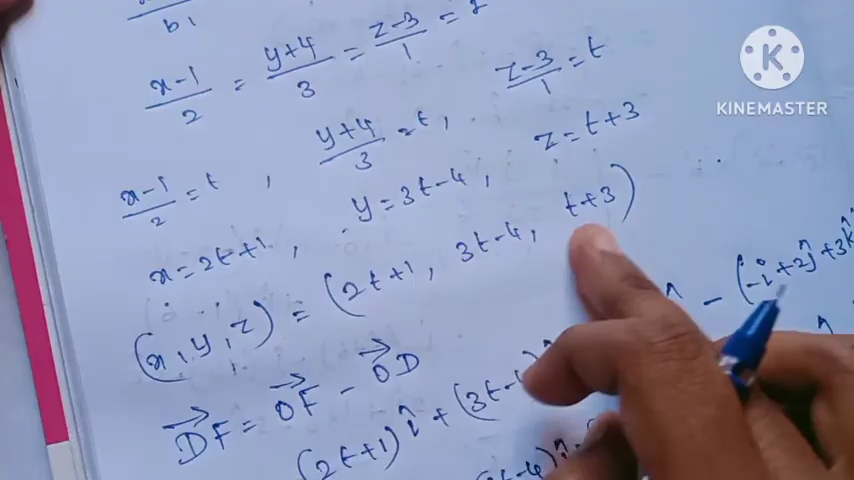 b1
x-1/2 = y+4/3 = z-3/1 =
x-1/2 = t , y+4/3 = t, z-3/1 = t
x = 2t+1 , y = 3t-4, z = t+3
(x, y, z) = (2t+1, 3t-4, t+3)
DF→ = OF→ - OD→
(2t+1)î + (3t- - (-î+2ĵ+3k̂
K
KINEMASTER